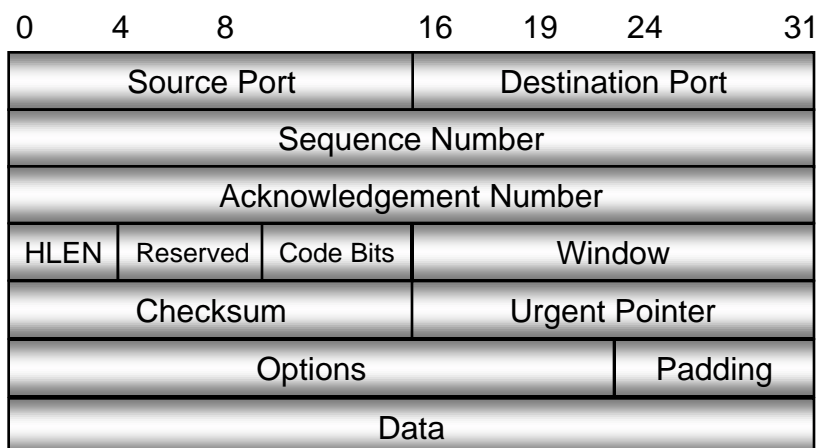 0 4 8 16 19 24 31
Source Port Destination Port
Sequence Number
Acknowledgement Number
HLEN Reserved Code Bits Window
Checksum Urgent Pointer
Options Padding
Data